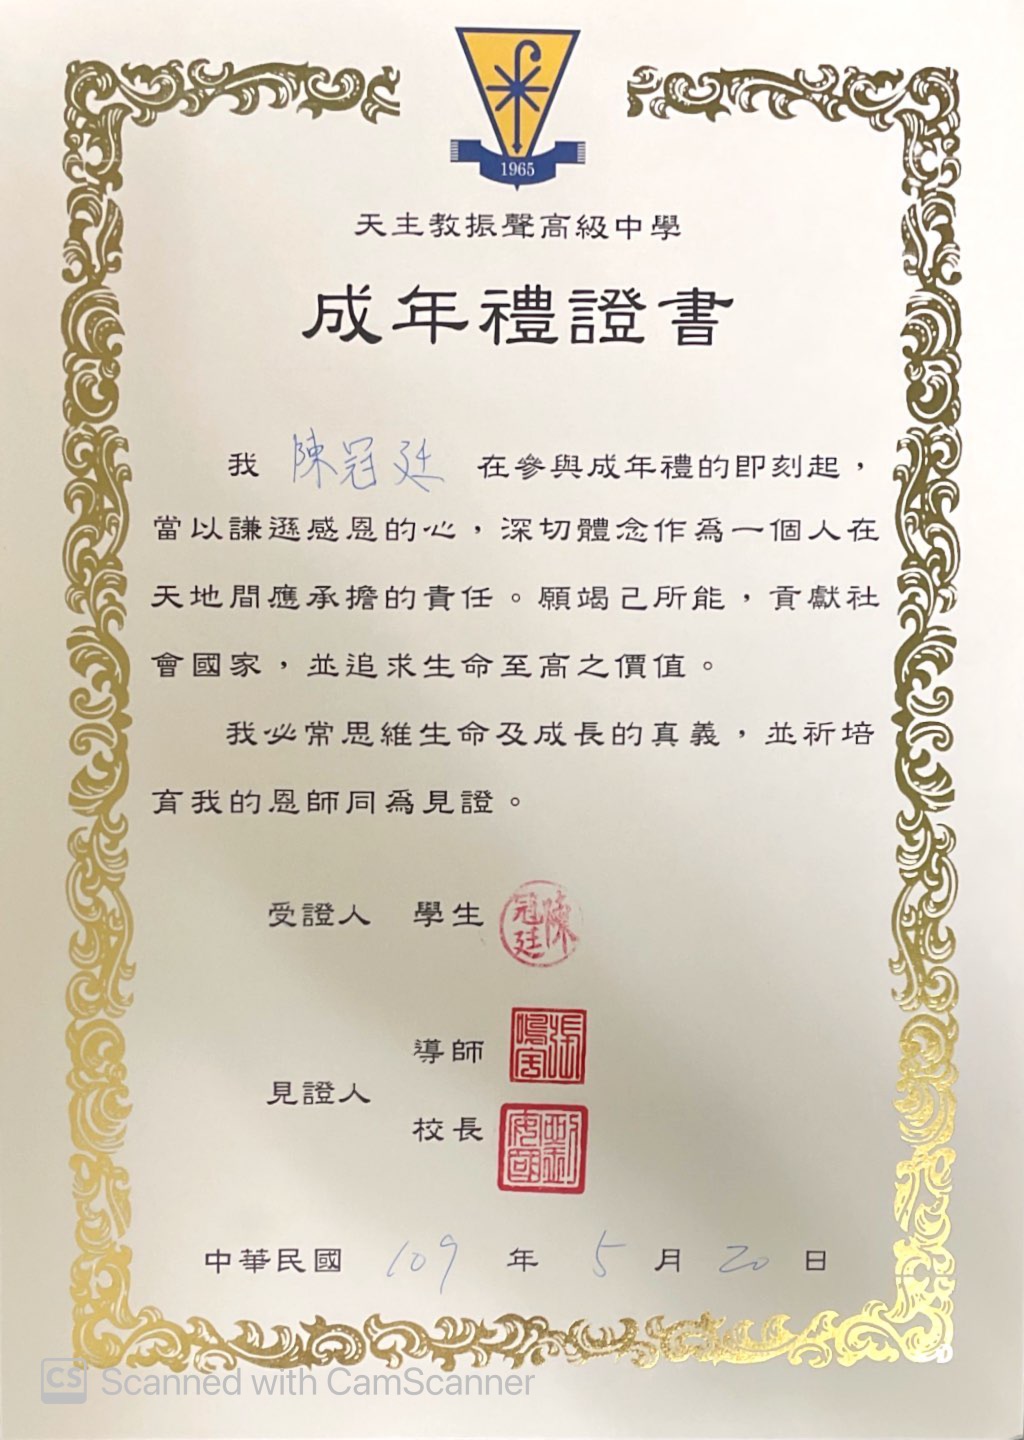 1965
天主教振聲高級中學
成年禮證書
我 陳冠廷 在參與成年禮的即刻起，
當以謙遜感恩的心，深切體念作為一個人在
天地間應承擔的責任。願竭己所能，貢獻社
會國家，並追求生命至高之價值。
我必常思維生命及成長的真義，並祈培
育我的恩師同為見證。
受證人 學生 陳冠廷
導師
見證人
校長
中華民國 109 年 5 月 20 日
CS Scanned with CamScanner